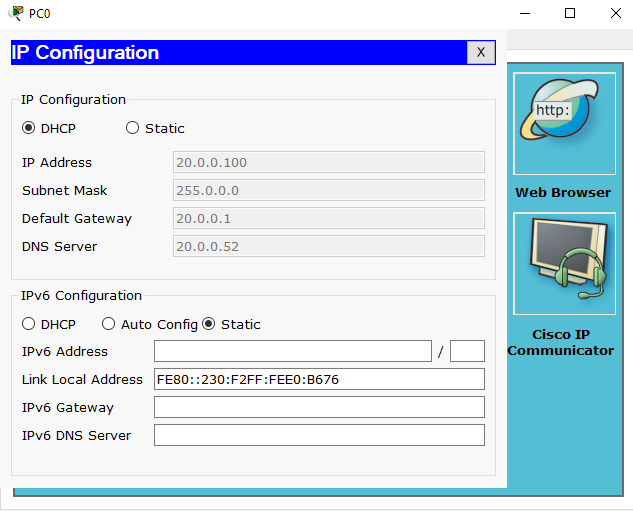 PC0
IP Configuration
X
IP Configuration
DHCP Static
IP Address 20.0.0.100
Subnet Mask 255.0.0.0
Default Gateway 20.0.0.1
DNS Server 20.0.0.52
IPv6 Configuration
DHCP Auto Config Static
IPv6 Address /
Link Local Address FE80::230:F2FF:FEE0:B676
IPv6 Gateway
IPv6 DNS Server
http:
Web Browser
Cisco IP
Communicator